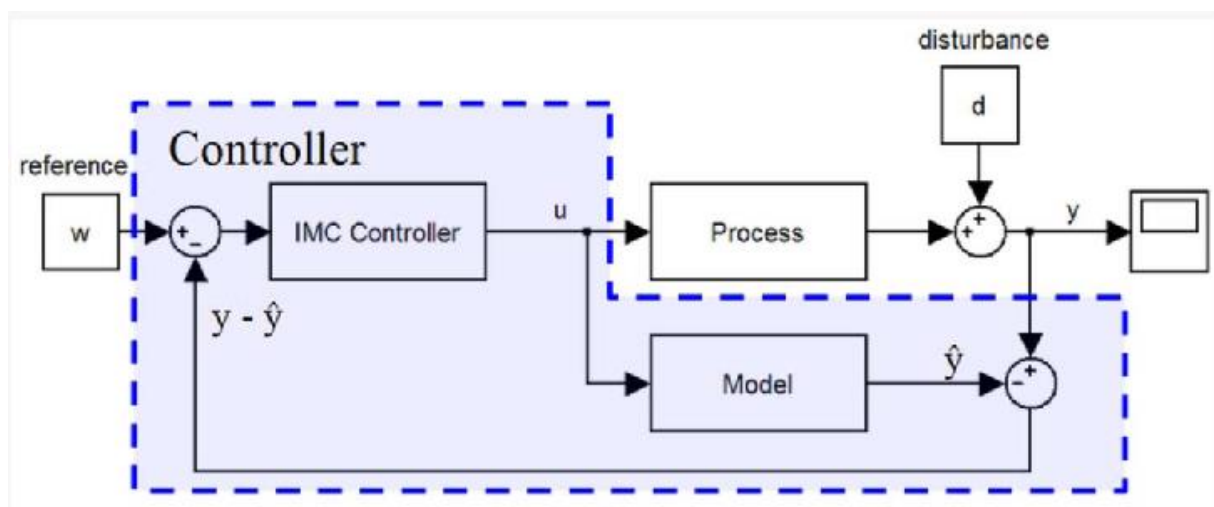 disturbance
d
Controller
reference
w
+
-
IMC Controller
u
Process
+
+
y
y - ŷ
Model
ŷ
+
-